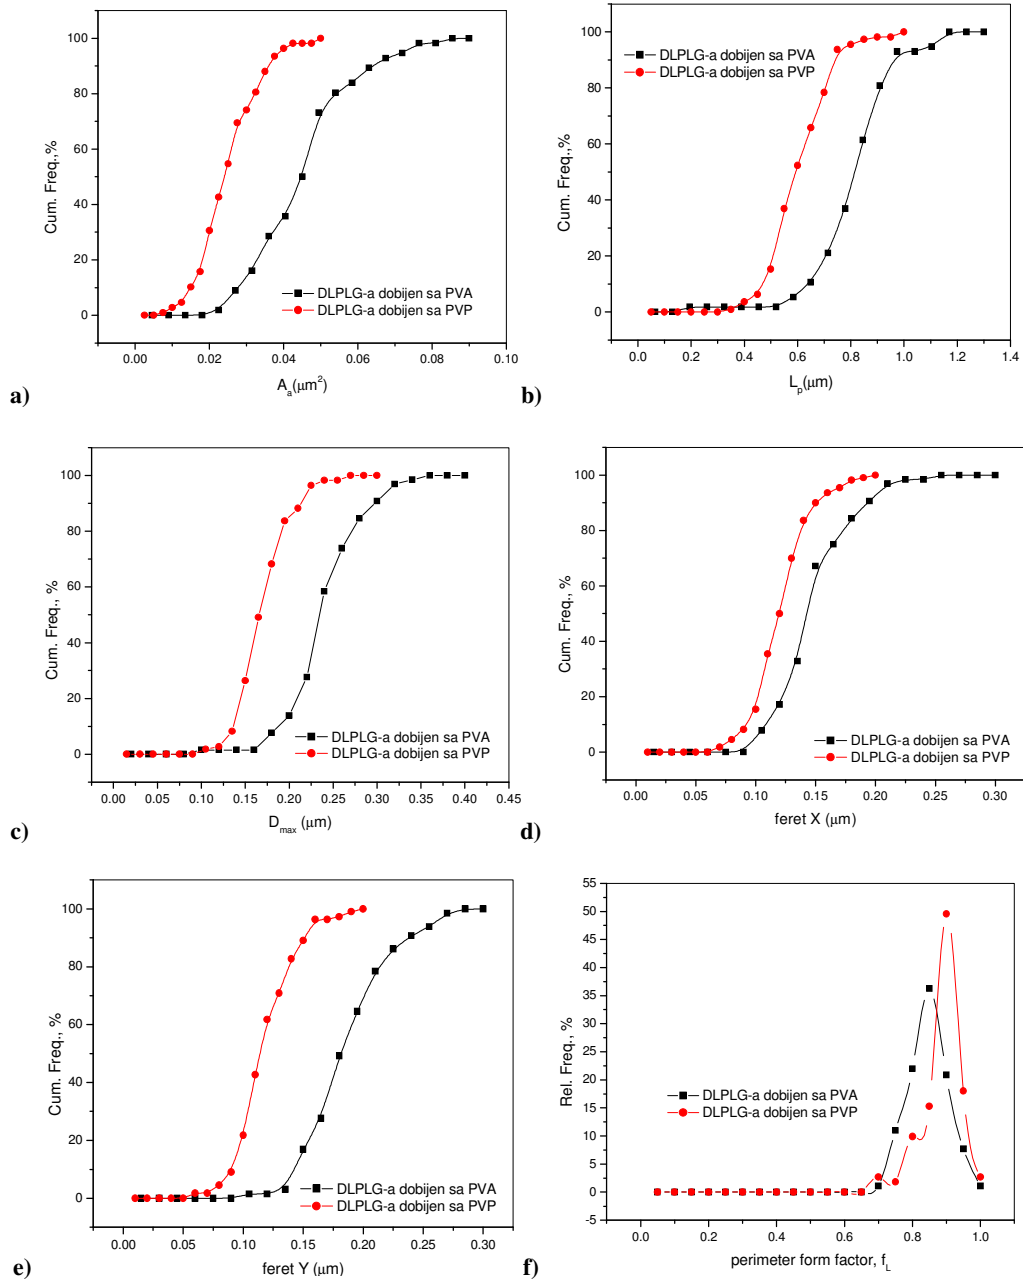 100
80
60
40
20
0
Cum. Freq.,%
DLPLG-a dobijen sa PVA
DLPLG-a dobijen sa PVP
0.00 0.02 0.04 0.06 0.08 0.10
A_a(μm²)
a)
100
80
60
40
20
0
Cum. Freq.,%
DLPLG-a dobijen sa PVA
DLPLG-a dobijen sa PVP
0.0 0.2 0.4 0.6 0.8 1.0 1.2 1.4
L_p(μm)
b)
100
80
60
40
20
0
Cum. Freq., %
DLPLG-a dobijen sa PVA
DLPLG-a dobijen sa PVP
0.00 0.05 0.10 0.15 0.20 0.25 0.30 0.35 0.40 0.45
D_max (μm)
c)
100
80
60
40
20
0
Cum. Freq., %
DLPLG-a dobijen sa PVA
DLPLG-a dobijen sa PVP
0.00 0.05 0.10 0.15 0.20 0.25 0.30
feret X (μm)
d)
100
80
60
40
20
0
Cum. Freq., %
DLPLG-a dobijen sa PVA
DLPLG-a dobijen sa PVP
0.00 0.05 0.10 0.15 0.20 0.25 0.30
feret Y (μm)
e)
55
50
45
40
35
30
25
20
15
10
5
0
-5
Rel. Freq., %
DLPLG-a dobijen sa PVA
DLPLG-a dobijen sa PVP
0.0 0.2 0.4 0.6 0.8 1.0
perimeter form factor, f_L
f)